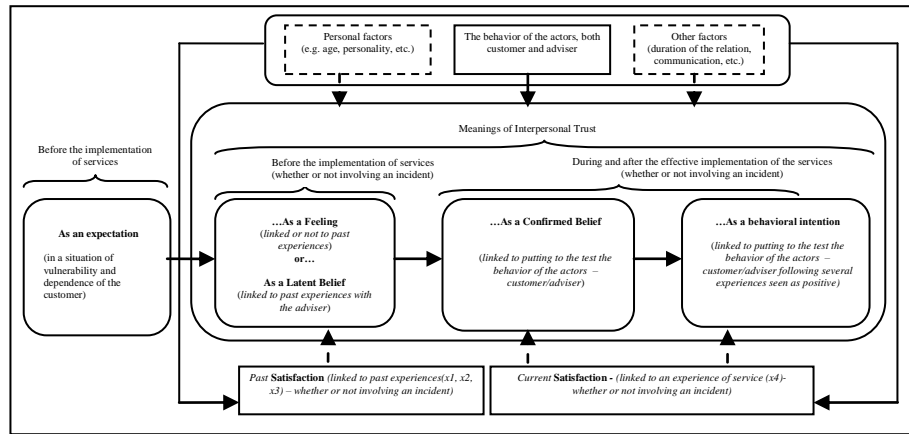 Personal factors
(e.g. age, personality, etc.)
The behavior of the actors, both
customer and adviser
Other factors
(duration of the relation,
communication, etc.)
Meanings of Interpersonal Trust
Before the implementation
of services
Before the implementation of services
(whether or not involving an incident)
During and after the effective implementation of the services
(whether or not involving an incident)
As an expectation
(in a situation of
vulnerability and
dependence of the
customer)
…As a Feeling
(linked or not to past
experiences)
or…
As a Latent Belief
(linked to past experiences with
the adviser)
…As a Confirmed Belief
(linked to putting to the test the
behavior of the actors –
customer/adviser)
…As a behavioral intention
(linked to putting to the test the
behavior of the actors –
customer/adviser following several
experiences seen as positive)
Past Satisfaction (linked to past experiences(x1, x2,
x3) – whether or not involving an incident)
Current Satisfaction - (linked to an experience of service (x4)-
whether or not involving an incident)